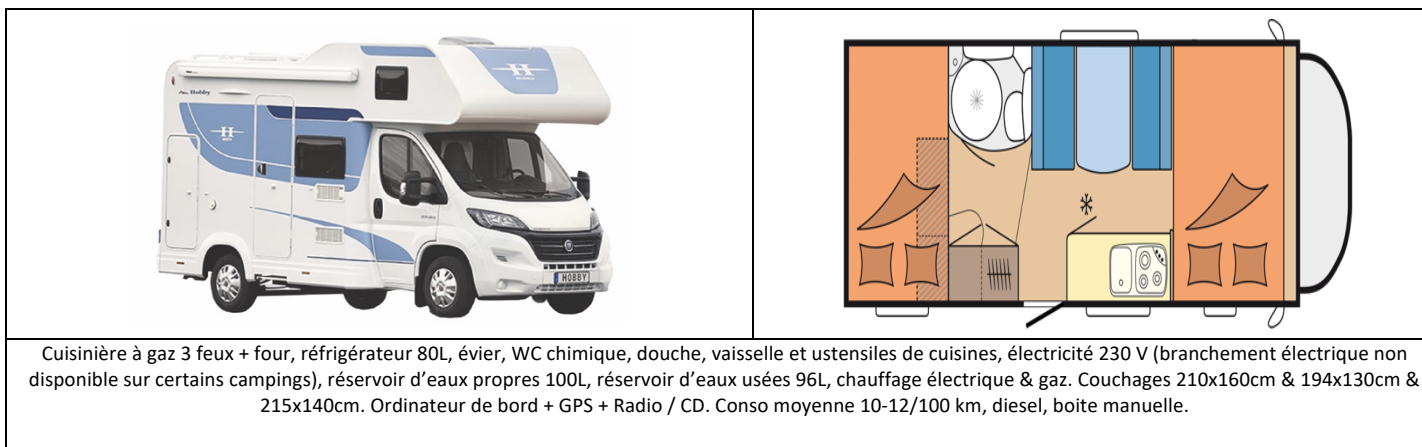 H
Hobby
H
HOBBY
Cuisinière à gaz 3 feux + four, réfrigérateur 80L, évier, WC chimique, douche, vaisselle et ustensiles de cuisines, électricité 230 V (branchement électrique non
disponible sur certains campings), réservoir d’eaux propres 100L, réservoir d’eaux usées 96L, chauffage électrique & gaz. Couchages 210x160cm & 194x130cm &
215x140cm. Ordinateur de bord + GPS + Radio / CD. Conso moyenne 10-12/100 km, diesel, boite manuelle.